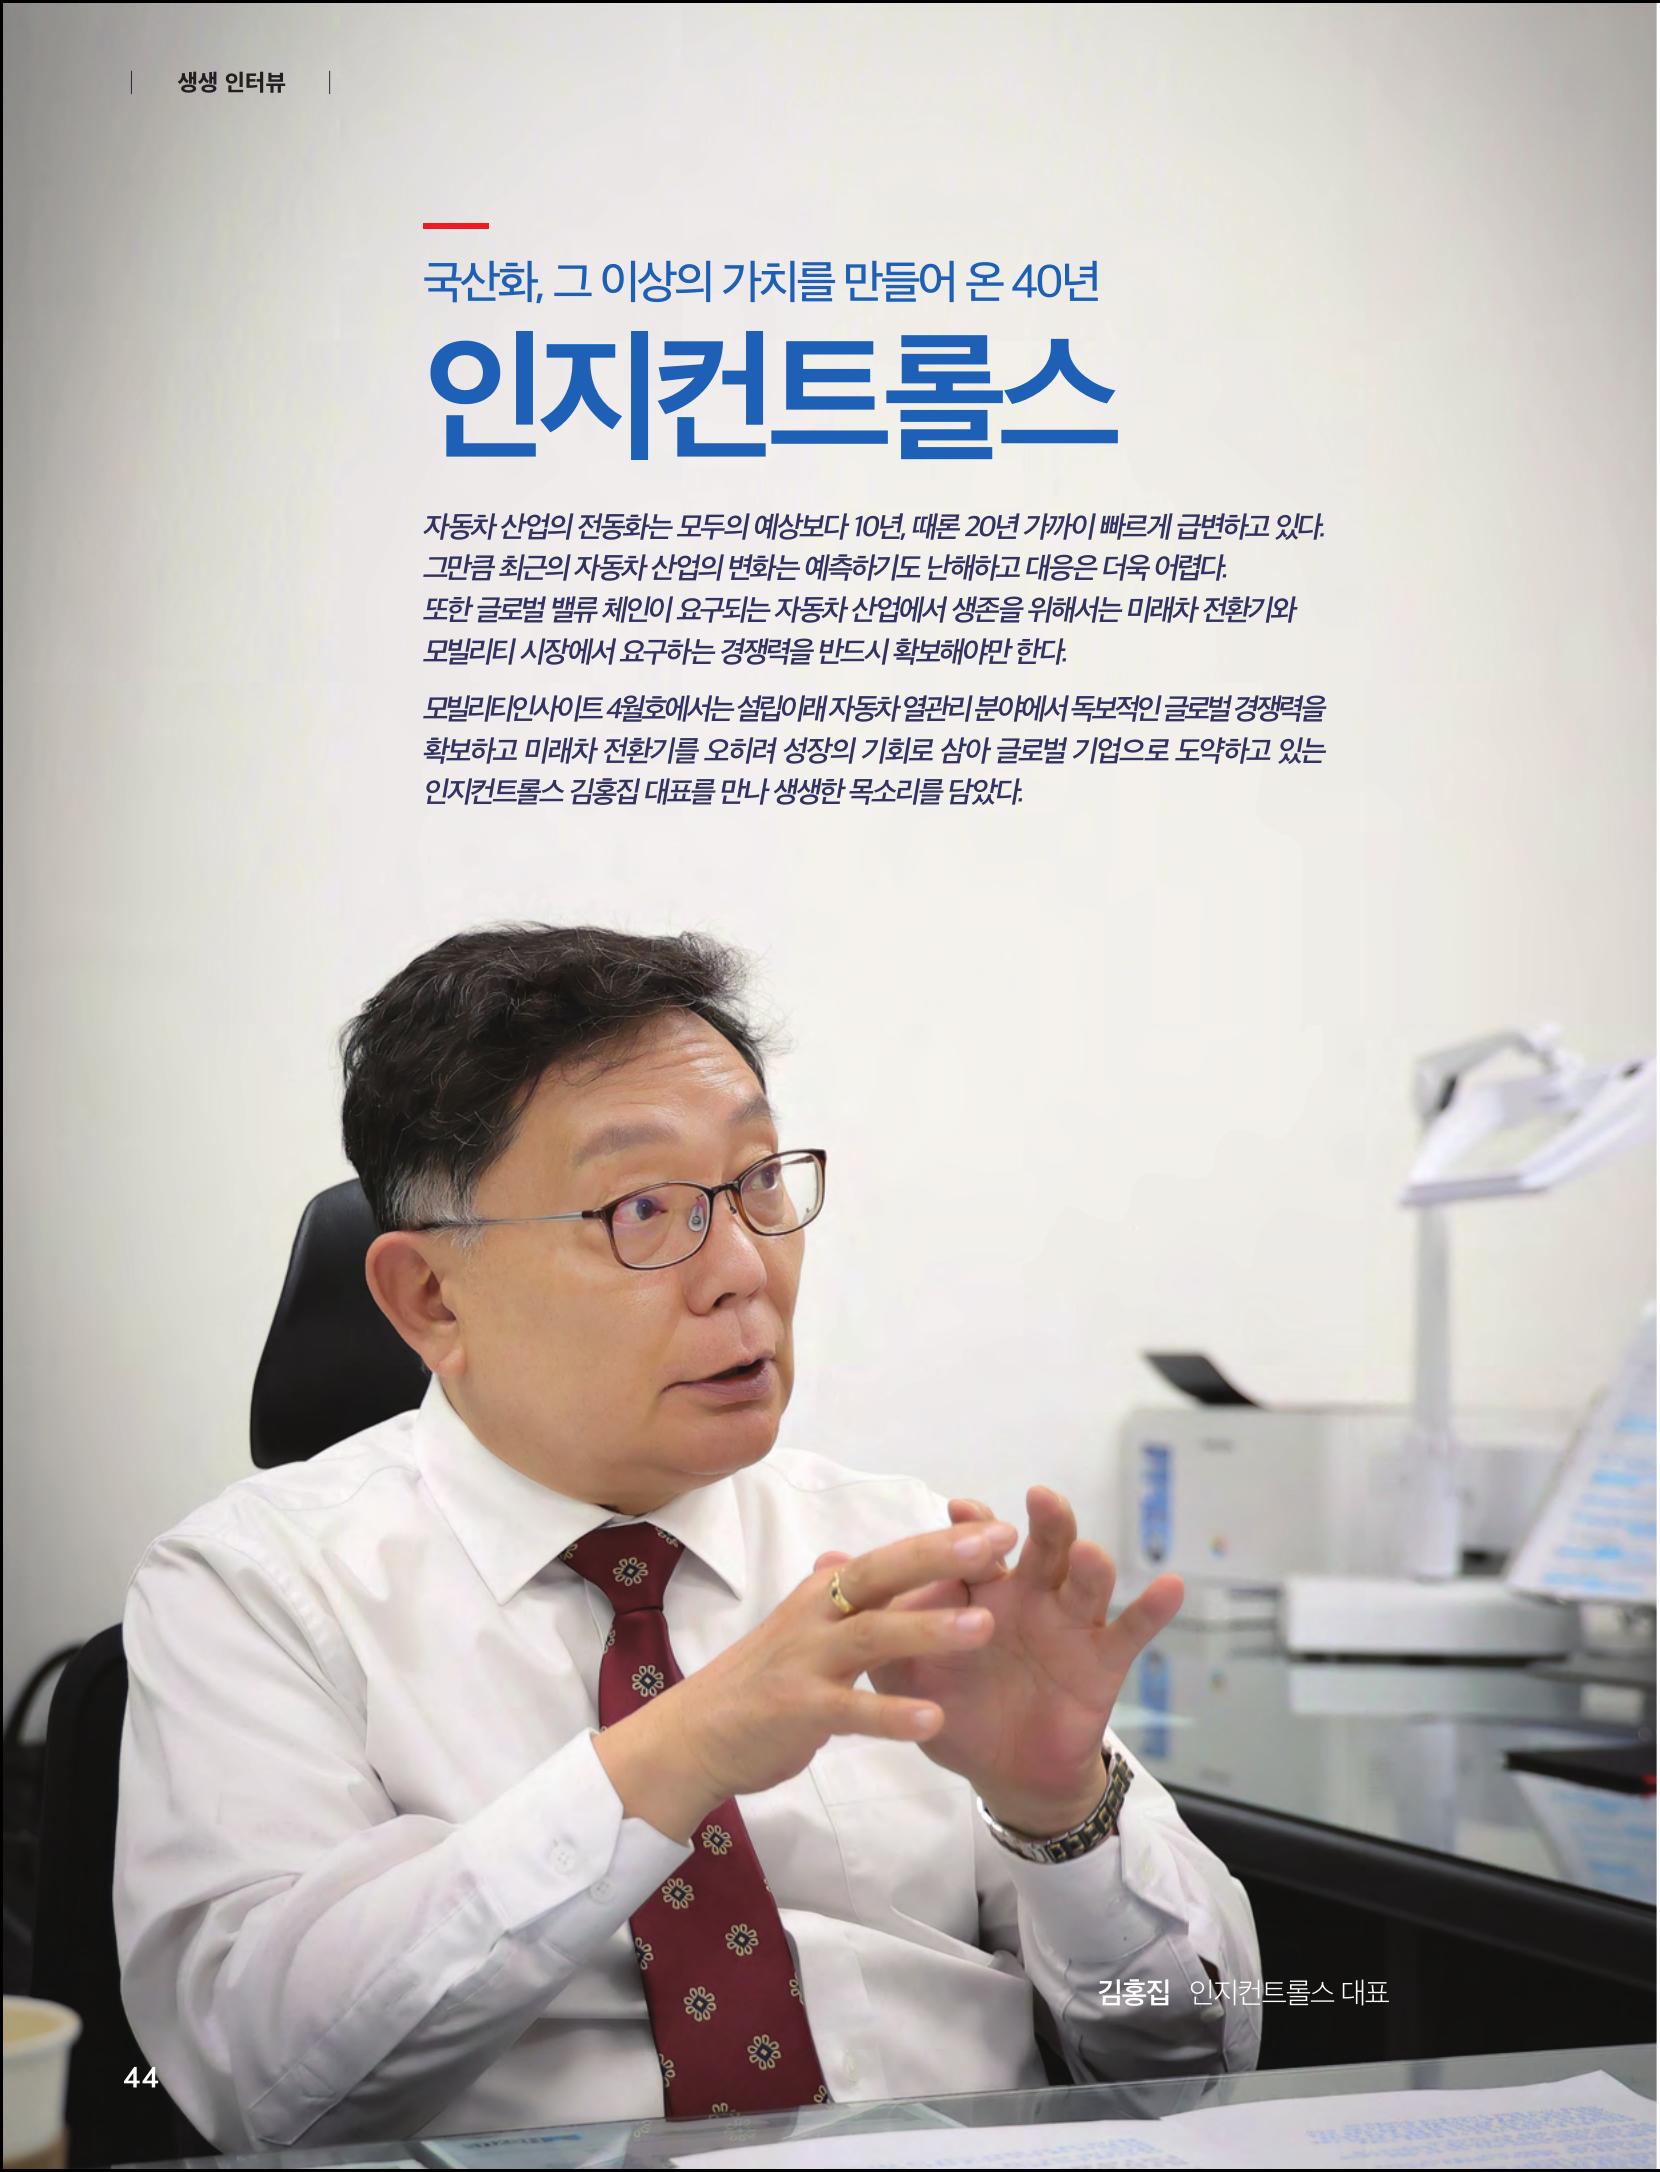 생생 인터뷰
국산화, 그 이상의 가치를 만들어 온 40년
인지컨트롤스
자동차 산업의 전동화는 모두의 예상보다 10년, 때론 20년 가까이 빠르게 급변하고 있다.
그만큼 최근의 자동차 산업의 변화는 예측하기도 난해하고 대응은 더욱 어렵다.
또한 글로벌 밸류 체인이 요구되는 자동차 산업에서 생존을 위해서는 미래차 전환기와
모빌리티 시장에서 요구하는 경쟁력을 반드시 확보해야만 한다.
모빌리티인사이트 4월호에서는 설립이래 자동차 열관리 분야에서 독보적인 글로벌 경쟁력을
확보하고 미래차 전환기를 오히려 성장의 기회로 삼아 글로벌 기업으로 도약하고 있는
인지컨트롤스 김홍집 대표를 만나 생생한 목소리를 담았다.
김홍집 인지컨트롤스 대표
44